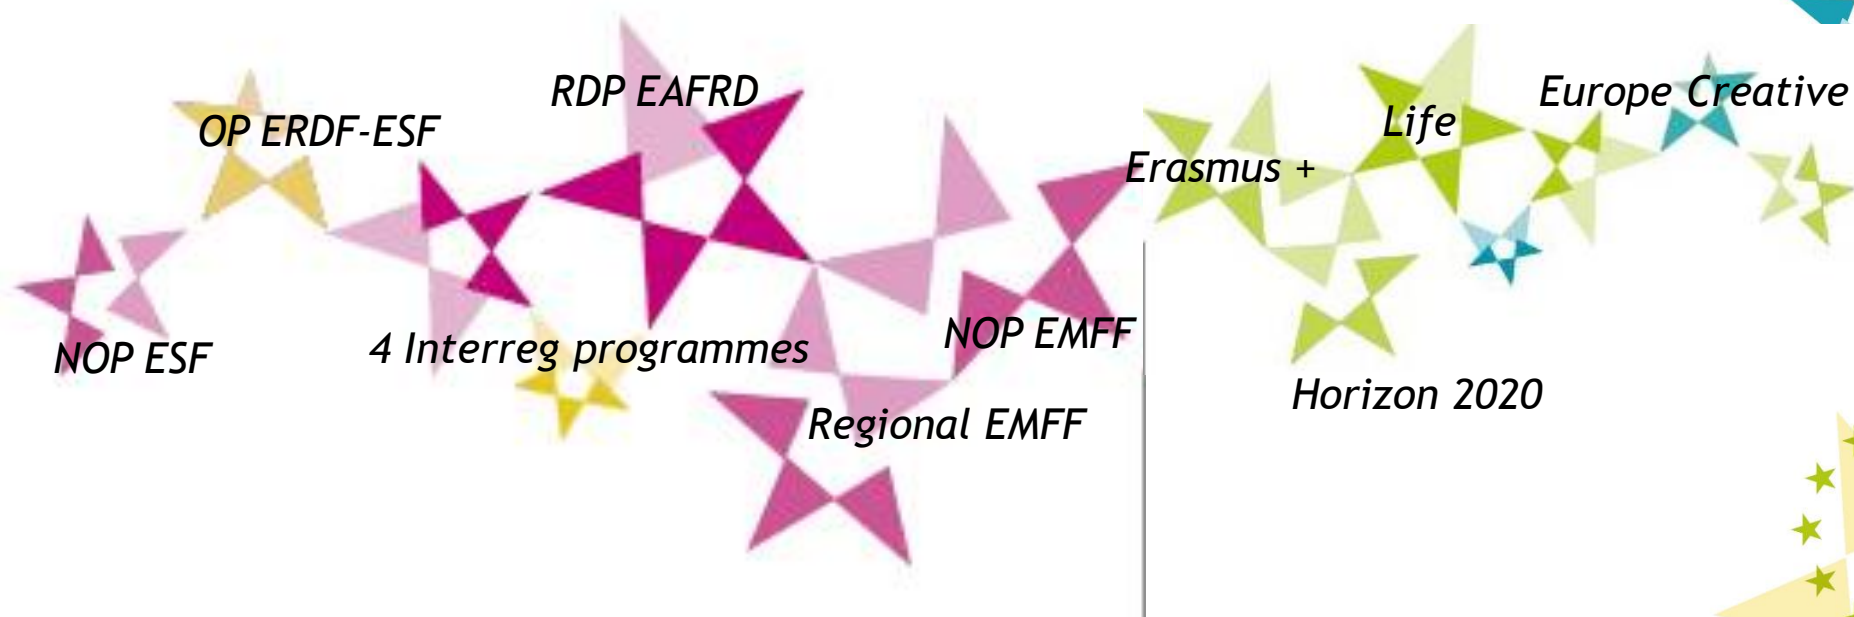 RDP EAFRD
OP ERDF-ESF
NOP ESF
4 Interreg programmes
NOP EMFF
Regional EMFF
Europe Creative
Life
Erasmus +
Horizon 2020